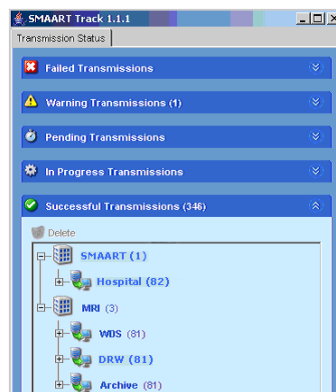 SMAART Track 1.1.1
Transmission Status
Failed Transmissions
Warning Transmissions (1)
Pending Transmissions
In Progress Transmissions
Successful Transmissions (346)
Delete
SMAART (1)
Hospital (82)
MRI (3)
WDS (81)
DRW (81)
Archive (81)